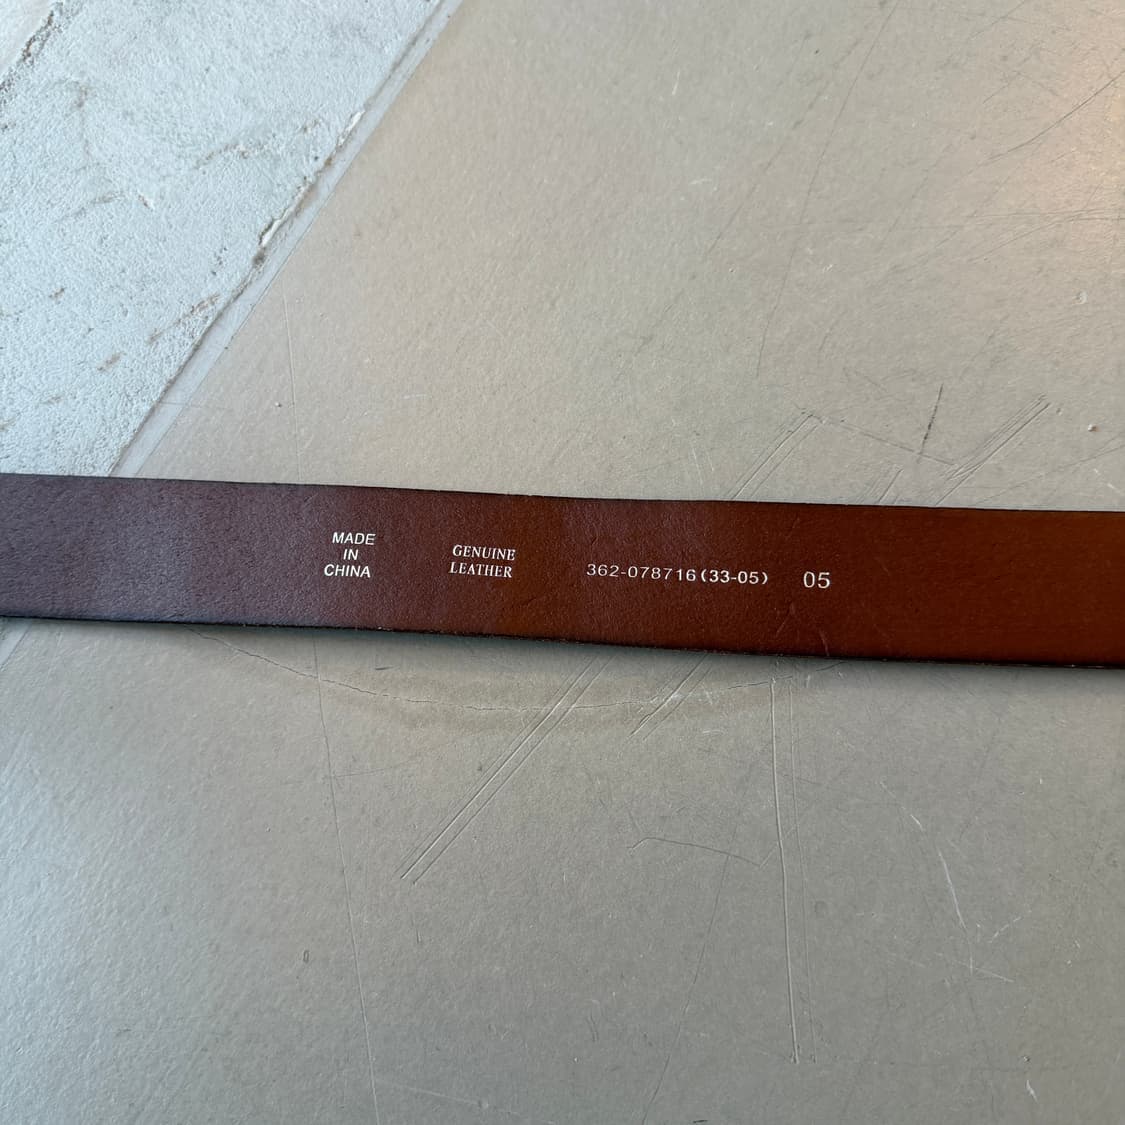 MADE
IN
CHINA
GENUINE
LEATHER
362-078716(33-05) 05